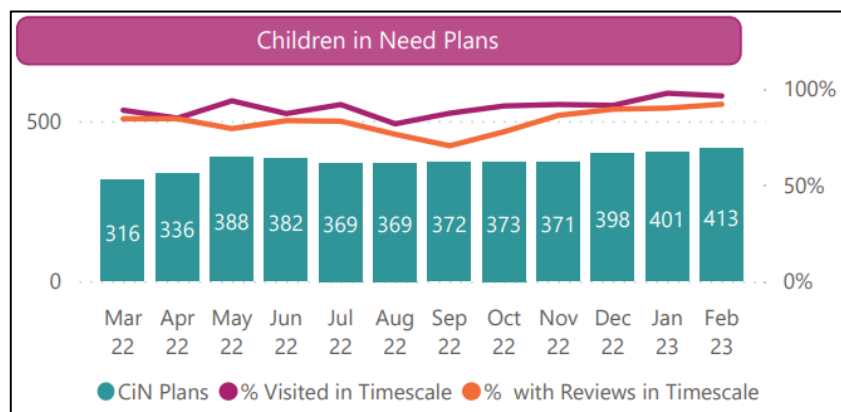 Children in Need Plans
100%
500
50%
316 336 388 382 369 369 372 373 371 398 401 413
0 0%
Mar Apr May Jun Jul Aug Sep Oct Nov Dec Jan Feb
22 22 22 22 22 22 22 22 22 22 23 23
CiN Plans % Visited in Timescale % with Reviews in Timescale